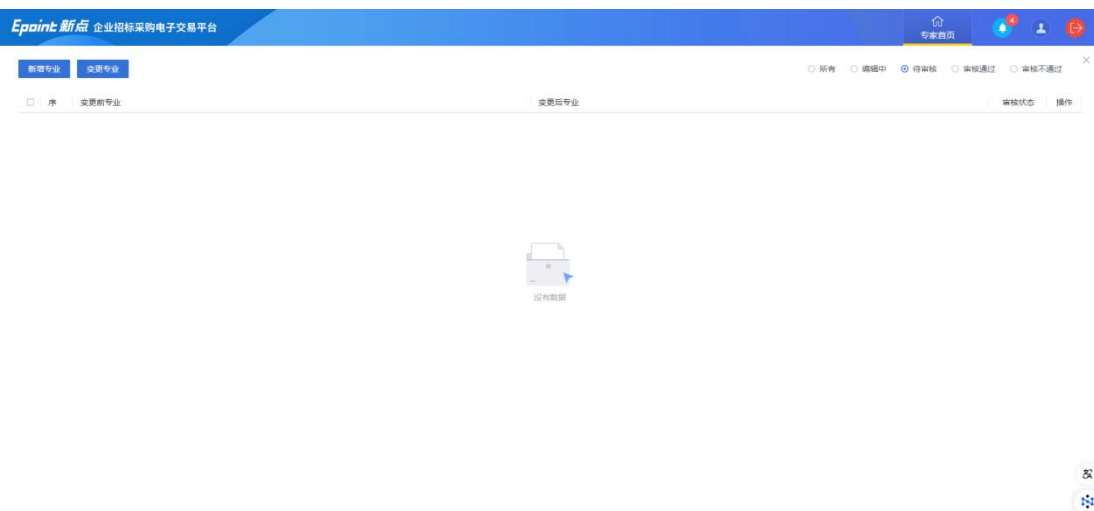 Epoint 新点 企业招标采购电子交易平台
专家首页
4
新增专业 变更专业 所有 编辑中 待审核 审核通过 审核不通过
序 变更前专业 变更后专业 审核状态 操作
没有数据